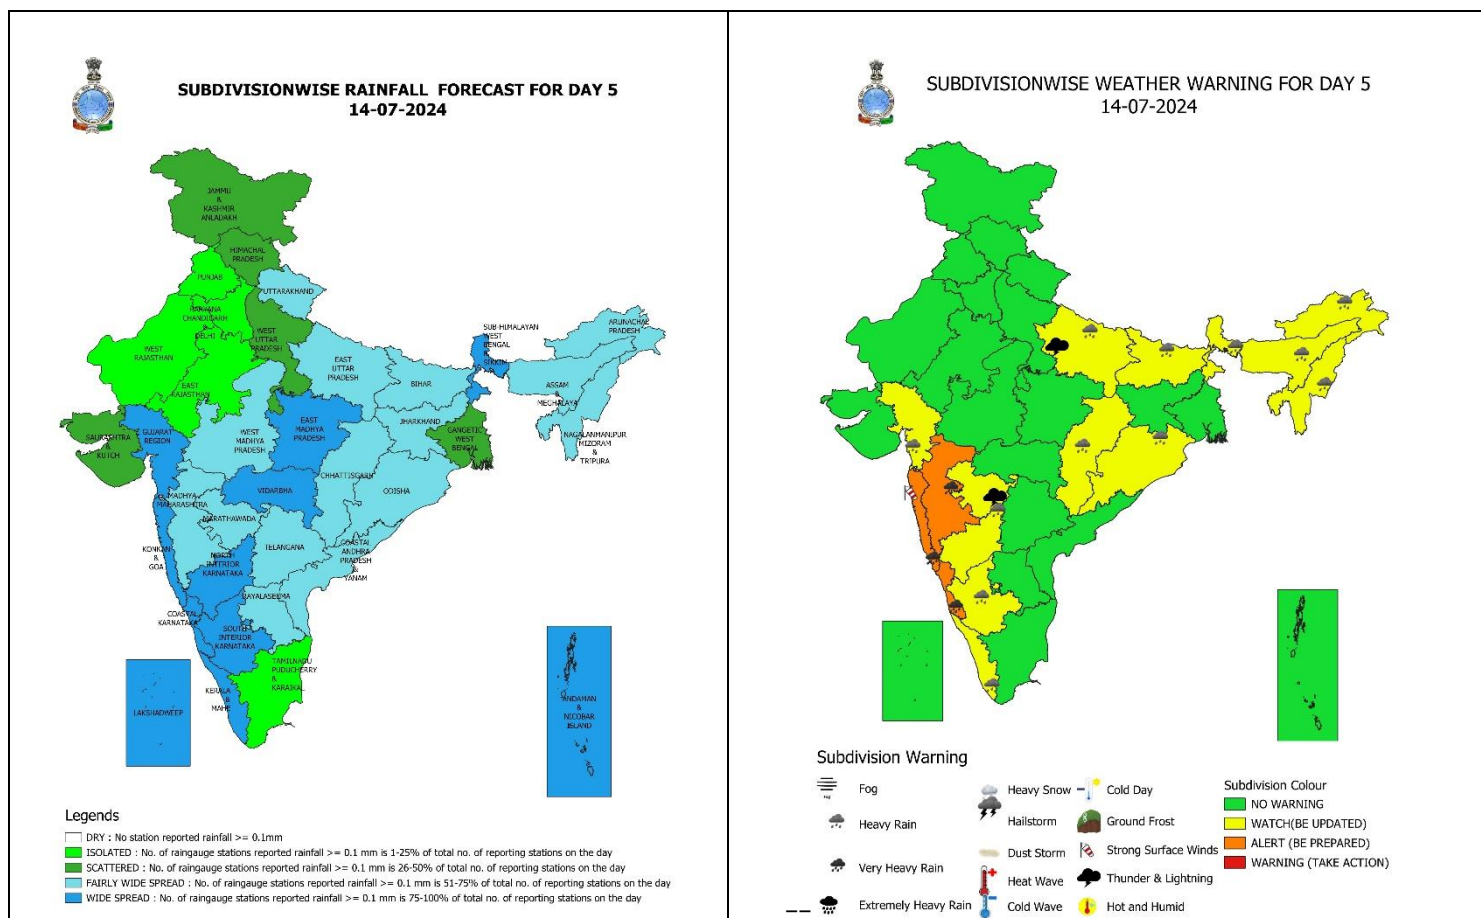 SUBDIVISIONWISE RAINFALL FORECAST FOR DAY 5
14-07-2024
JAMMU
&
KASHMIR
ANLADAKH
HIMACHAL
PRADESH
PUNJAB
UTTARAKHAND
HARYANA
CHANDIGARH
&
DELHI
WEST
UTTAR
PRADESH
WEST
RAJASTHAN
EAST
RAJASTHAN
EAST
UTTAR
PRADESH
BIHAR
SUB-HIMALAYAN
WEST
BENGAL
&
SIKKIM
ARUNACHAL
PRADESH
ASSAM
&
MEGHALAYA
NAGALANMANIPUR
MIZORAM
&
TRIPURA
JHARKHAND
GANGETIC
WEST
BENGAL
SAURASHTRA
&
KUTCH
GUJARAT
REGION
WEST
MADHYA
PRADESH
EAST
MADHYA
PRADESH
CHHATTISGARH
ODISHA
VIDARBHA
MADHYA
MAHARASHTRA
MARATHAWADA
TELANGANA
KONKAN
&
GOA
NORTH
INTERIOR
KARNATAKA
COASTAL
ANDHRA
PRADESH
&
YANAM
RAYALASEEMA
COASTAL
KARNATAKA
SOUTH
INTERIOR
KARNATAKA
TAMILNADU
PUDUCHERRY
&
KARAIKAL
KERALA
&
MAHE
LAKSHADWEEP
ANDAMAN
&
NICOBAR
ISLAND
Legends
DRY : No station reported rainfall >= 0.1mm
ISOLATED : No. of raingauge stations reported rainfall >= 0.1 mm is 1-25% of total no. of reporting stations on the day
SCATTERED : No. of raingauge stations reported rainfall >= 0.1 mm is 26-50% of total no. of reporting stations on the day
FAIRLY WIDE SPREAD : No. of raingauge stations reported rainfall >= 0.1 mm is 51-75% of total no. of reporting stations on the day
WIDE SPREAD : No. of raingauge stations reported rainfall >= 0.1 mm is 75-100% of total no. of reporting stations on the day
SUBDIVISIONWISE WEATHER WARNING FOR DAY 5
14-07-2024
Subdivision Warning
Fog
Heavy Rain
Very Heavy Rain
Extremely Heavy Rain
Heavy Snow
Hailstorm
Dust Storm
Heat Wave
Cold Wave
Cold Day
Ground Frost
Strong Surface Winds
Thunder & Lightning
Hot and Humid
Subdivision Colour
NO WARNING
WATCH(BE UPDATED)
ALERT (BE PREPARED)
WARNING (TAKE ACTION)